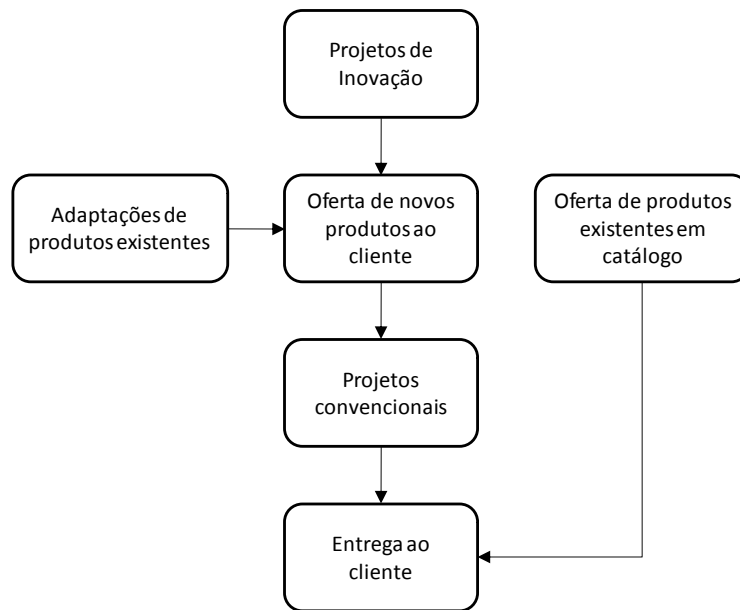 Projetos de
Inovação
Adaptações de
produtos existentes
Oferta de novos
produtos ao
cliente
Oferta de produtos
existentes em
catálogo
Projetos
convencionais
Entrega ao
cliente